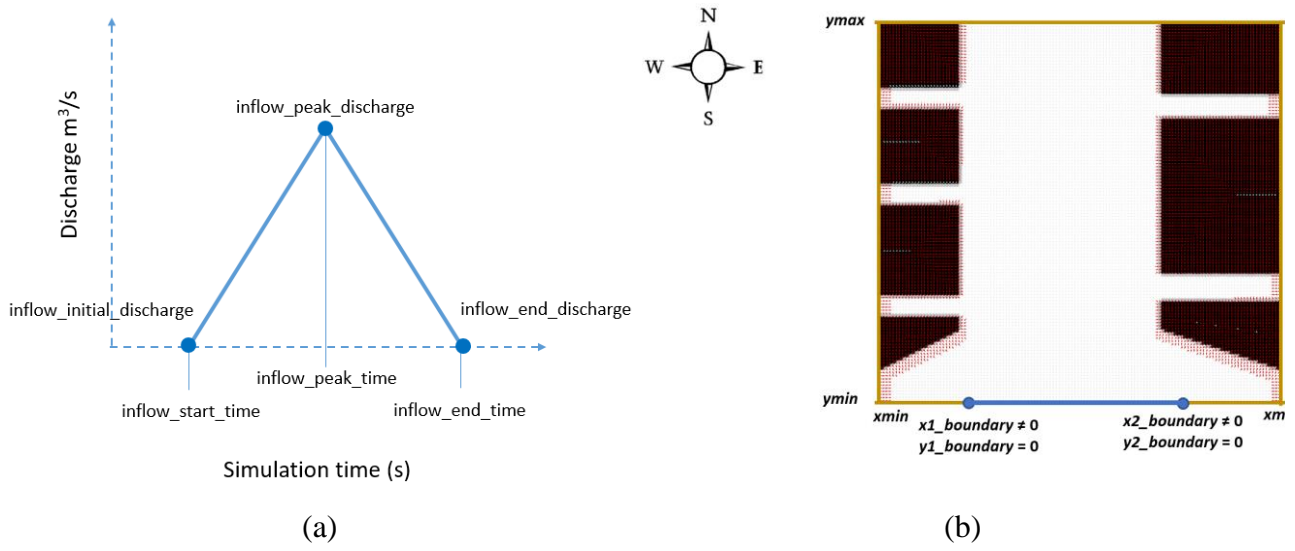 Discharge m³/s
inflow_peak_discharge
inflow_initial_discharge
inflow_end_discharge
inflow_peak_time
inflow_start_time
inflow_end_time
Simulation time (s)
(a)
N
W
E
S
ymax
ymin
xmin
xm
x1_boundary ≠ 0
y1_boundary = 0
x2_boundary ≠ 0
y2_boundary = 0
(b)